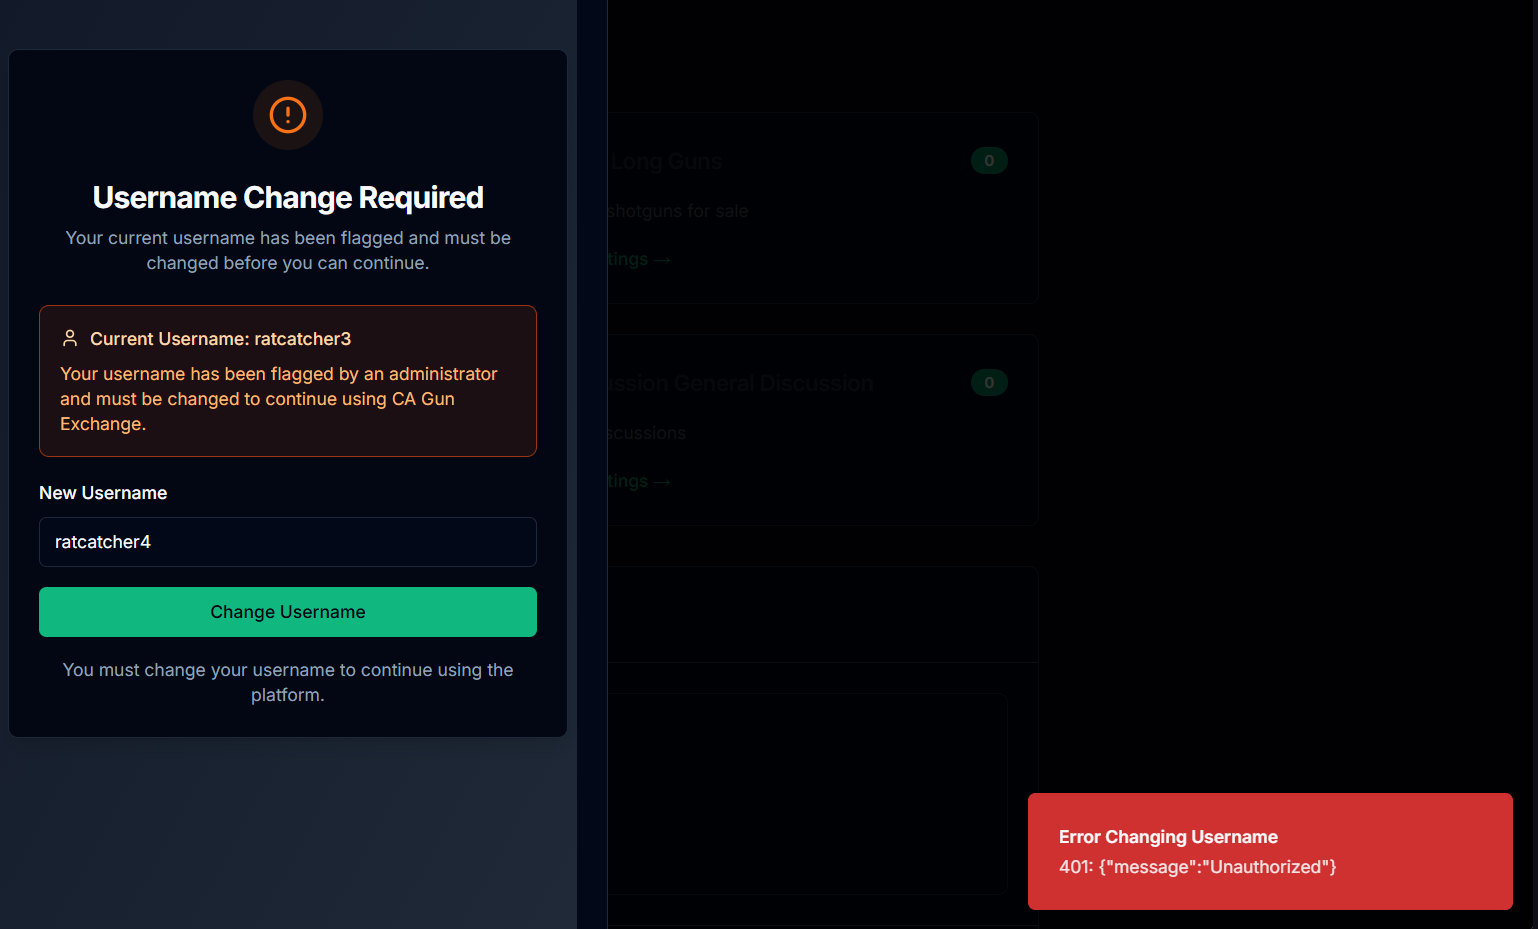 Username Change Required
Your current username has been flagged and must be
changed before you can continue.
Current Username: ratcatcher3
Your username has been flagged by an administrator
and must be changed to continue using CA Gun
Exchange.
New Username
ratcatcher4
Change Username
You must change your username to continue using the
platform.
Long Guns
0
shotguns for sale
tings →
ussion General Discussion
0
scussions
tings →
Error Changing Username
401: {"message":"Unauthorized"}